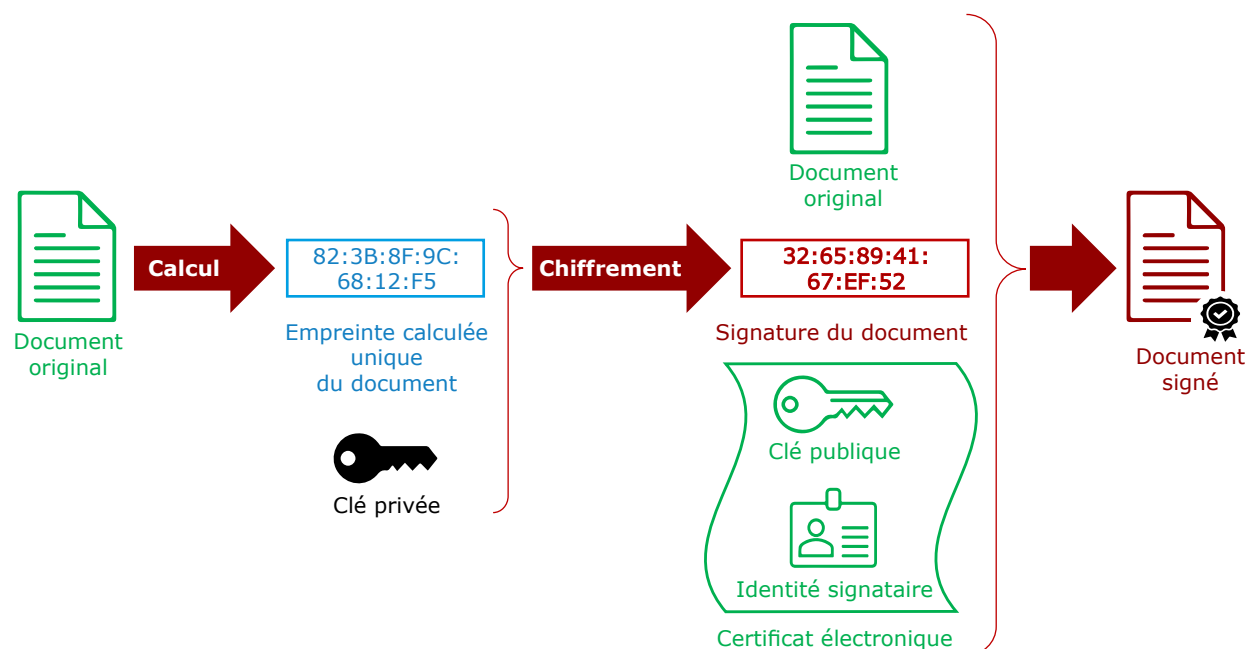 Document
original
Calcul
82:3B:8F:9C:
68:12:F5
Empreinte calculée
unique
du document
Clé privée
Chiffrement
Document
original
32:65:89:41:
67:EF:52
Signature du document
Clé publique
Identité signataire
Certificat électronique
Document
signé